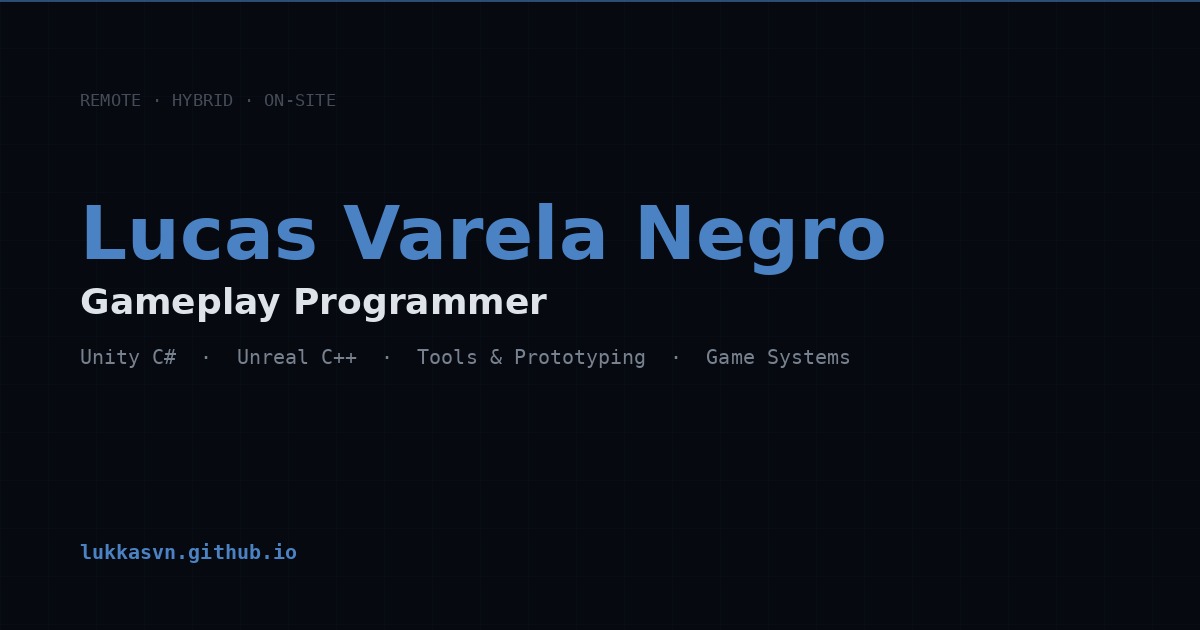 REMOTE · HYBRID · ON-SITE
Lucas Varela Negro
Gameplay Programmer
Unity C# · Unreal C++ · Tools & Prototyping · Game Systems
lukkasvn.github.io